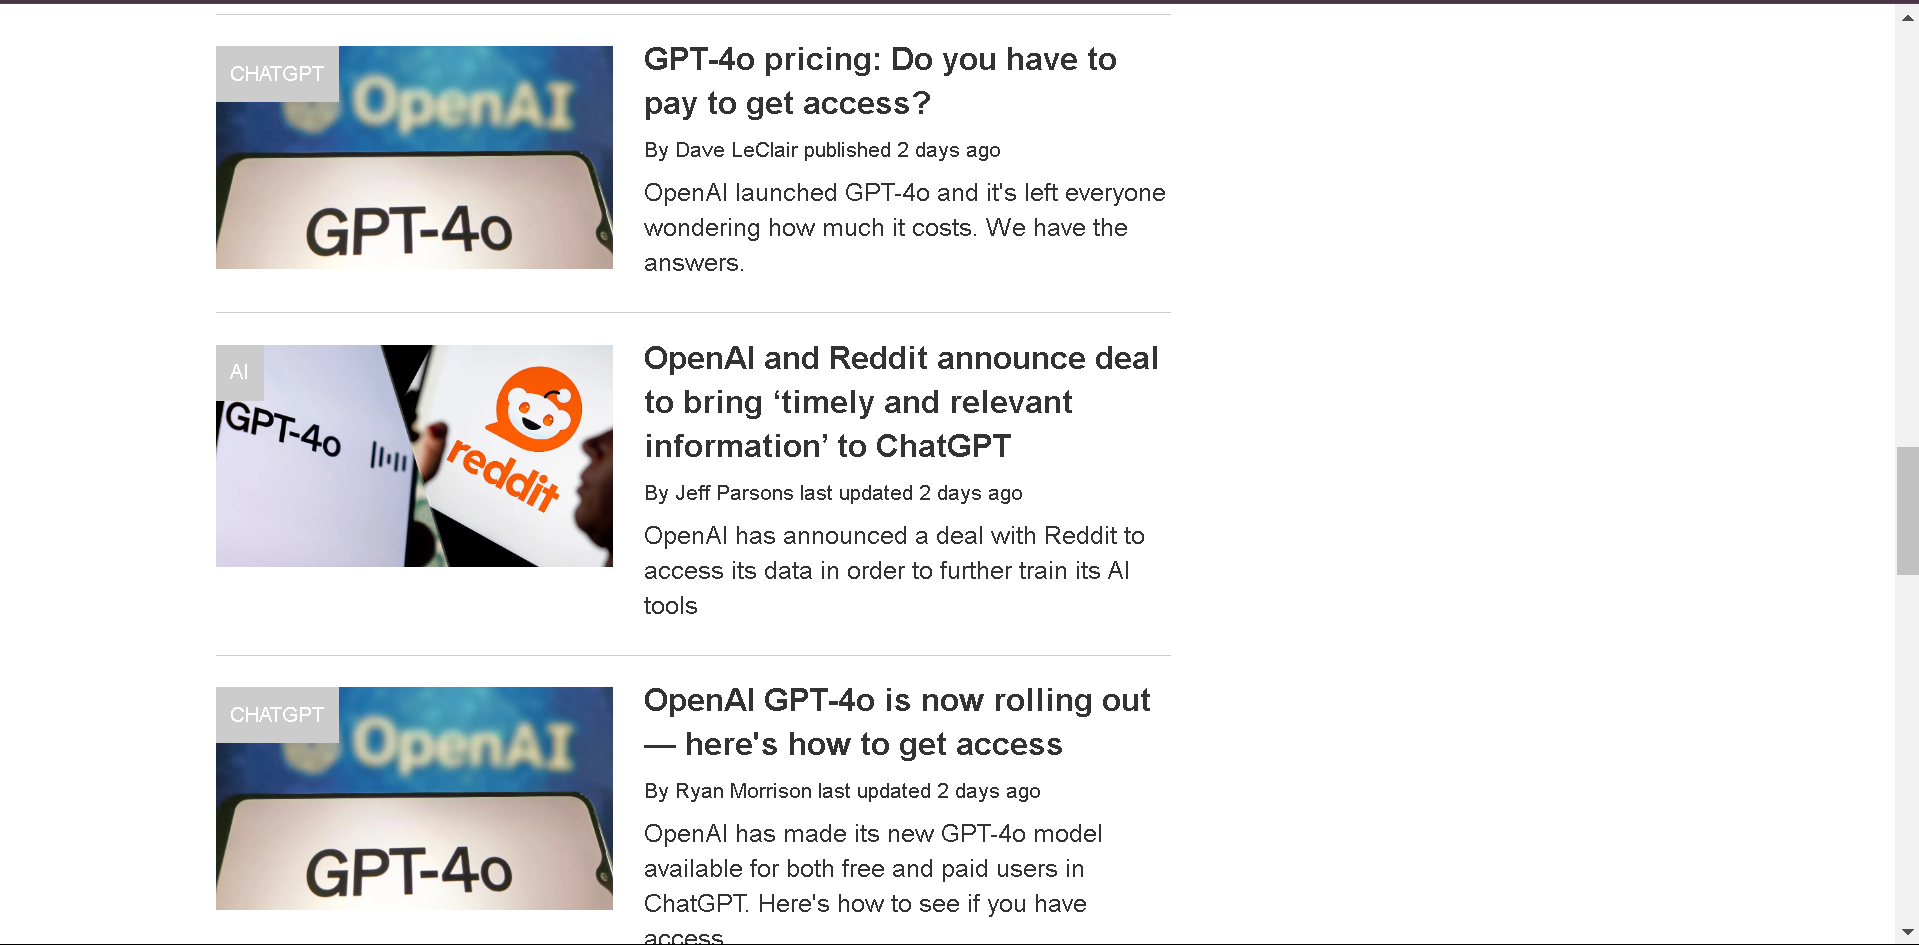 CHATGPT
OpenAI
GPT-4o
GPT-4o pricing: Do you have to
pay to get access?
By Dave LeClair published 2 days ago
OpenAI launched GPT-4o and it's left everyone
wondering how much it costs. We have the
answers.
AI
GPT-4o
reddit
OpenAI and Reddit announce deal
to bring ‘timely and relevant
information’ to ChatGPT
By Jeff Parsons last updated 2 days ago
OpenAI has announced a deal with Reddit to
access its data in order to further train its AI
tools
CHATGPT
OpenAI
GPT-4o
OpenAI GPT-4o is now rolling out
— here's how to get access
By Ryan Morrison last updated 2 days ago
OpenAI has made its new GPT-4o model
available for both free and paid users in
ChatGPT. Here's how to see if you have
access